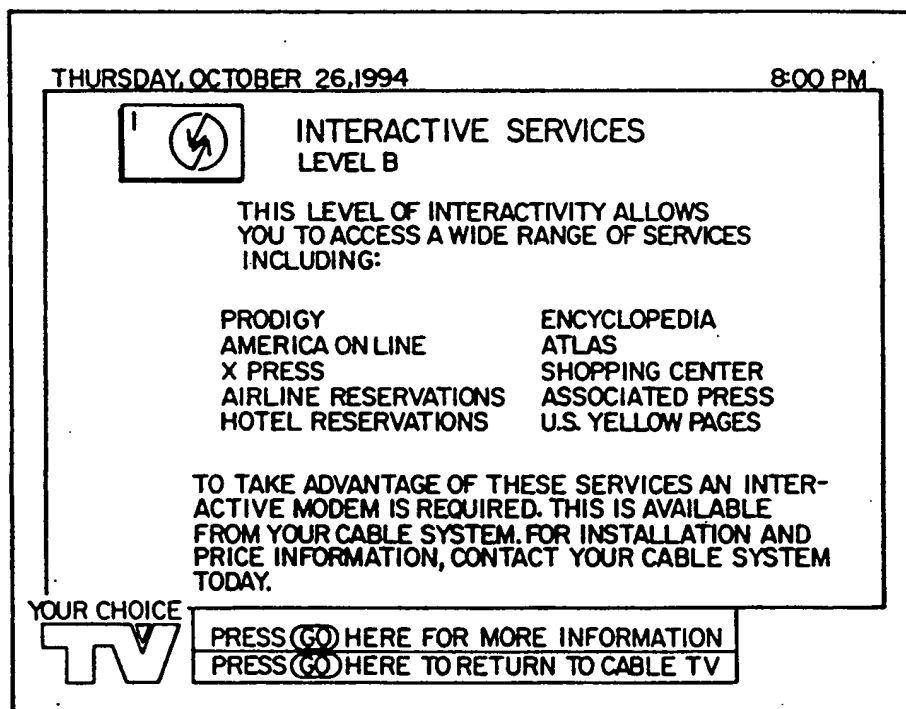 THURSDAY, OCTOBER 26, 1994 8:00 PM
INTERACTIVE SERVICES
LEVEL B
THIS LEVEL OF INTERACTIVITY ALLOWS
YOU TO ACCESS A WIDE RANGE OF SERVICES
INCLUDING:
PRODIGY ENCYCLOPEDIA
AMERICA ON LINE ATLAS
X PRESS SHOPPING CENTER
AIRLINE RESERVATIONS ASSOCIATED PRESS
HOTEL RESERVATIONS U.S. YELLOW PAGES
TO TAKE ADVANTAGE OF THESE SERVICES AN INTER-
ACTIVE MODEM IS REQUIRED. THIS IS AVAILABLE
FROM YOUR CABLE SYSTEM. FOR INSTALLATION AND
PRICE INFORMATION, CONTACT YOUR CABLE SYSTEM
TODAY.
YOUR CHOICE
TV
PRESS GO HERE FOR MORE INFORMATION
PRESS GO HERE TO RETURN TO CABLE TV